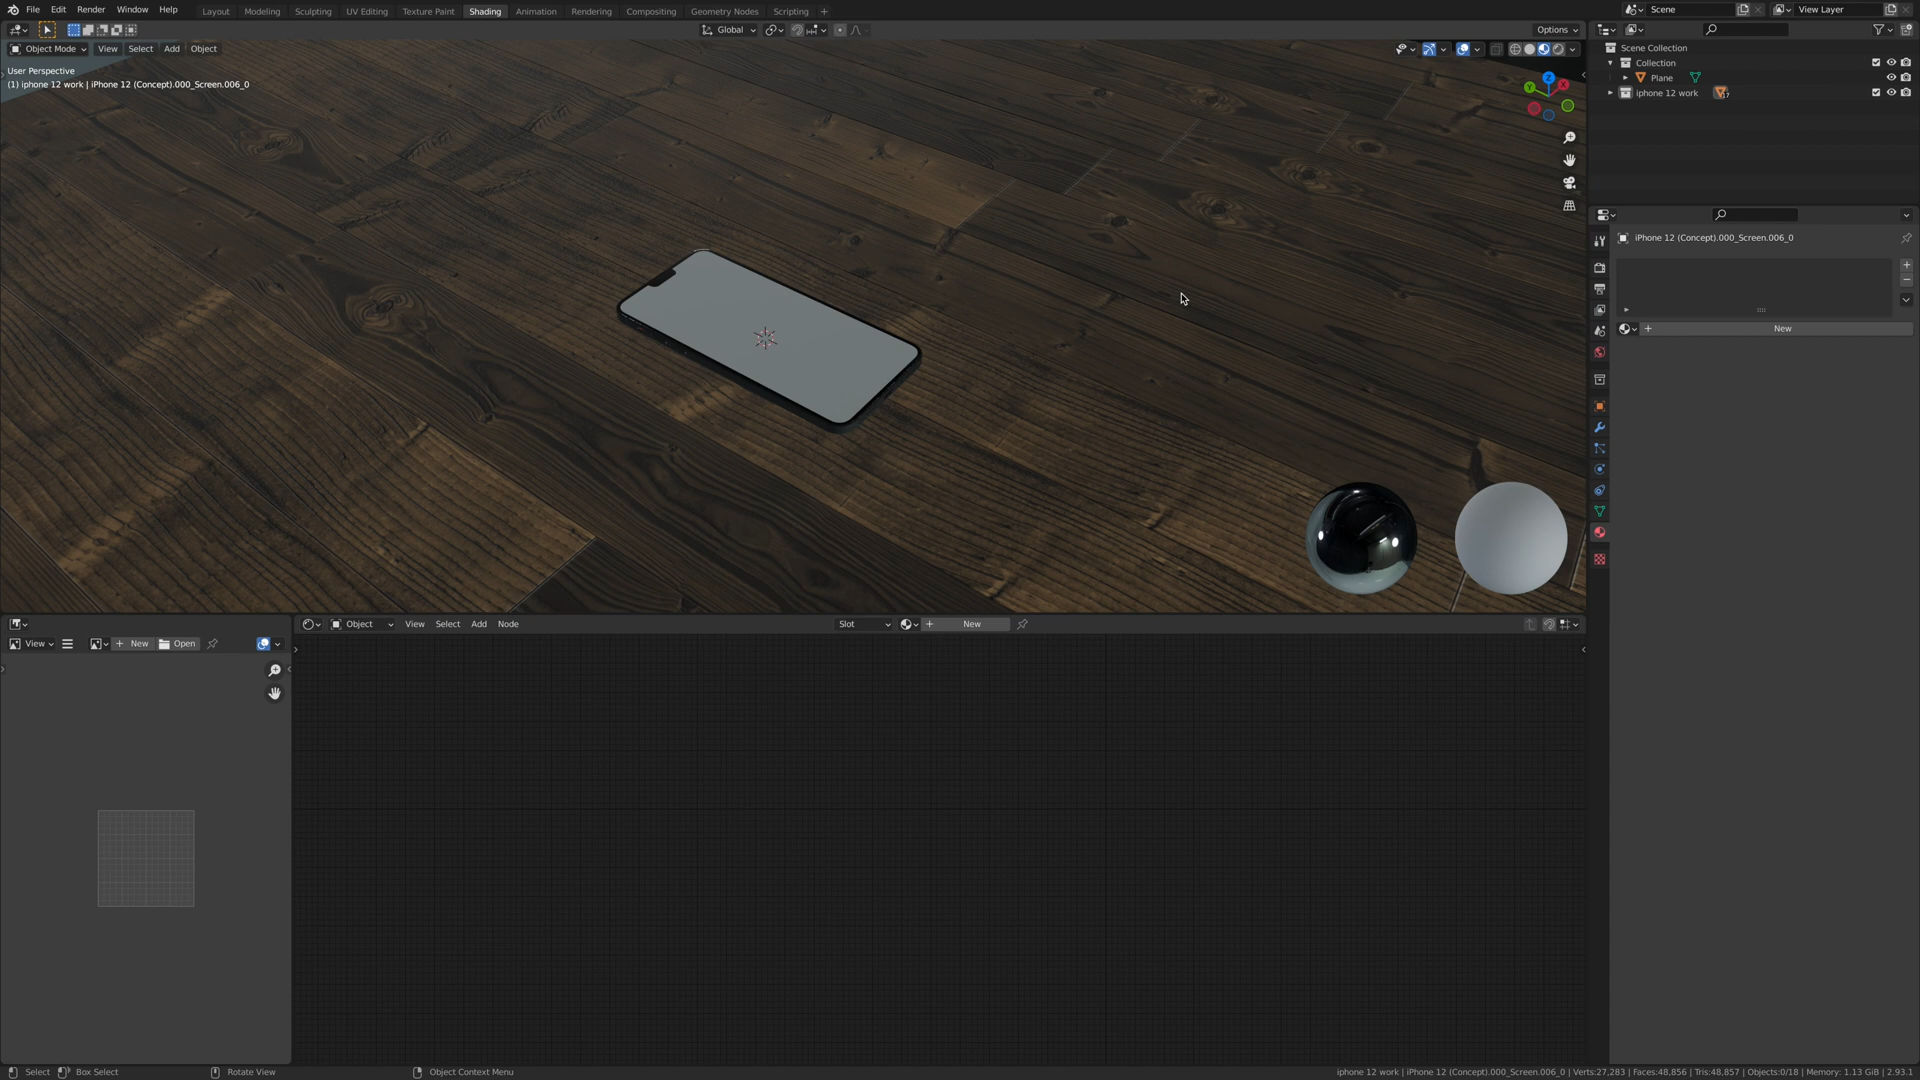 File Edit Render Window Help Layout Modeling Sculpting UV Editing Texture Paint Shading Animation Rendering Compositing Geometry Nodes Scripting + Scene View Layer
Global Options
Object Mode View Select Add Object
User Perspective
(1) iphone 12 work | iPhone 12 (Concept).000_Screen.006_0
Scene Collection
Collection
Plane
iphone 12 work 17
iPhone 12 (Concept).000_Screen.006_0
New
Object View Select Add Node Slot New
View New Open
Select Box Select Rotate View Object Context Menu iphone 12 work | iPhone 12 (Concept).000_Screen.006_0 | Verts:27,283 | Faces:48,856 | Tris:48,857 | Objects:0/18 | Memory: 1.13 GiB | 2.93.1